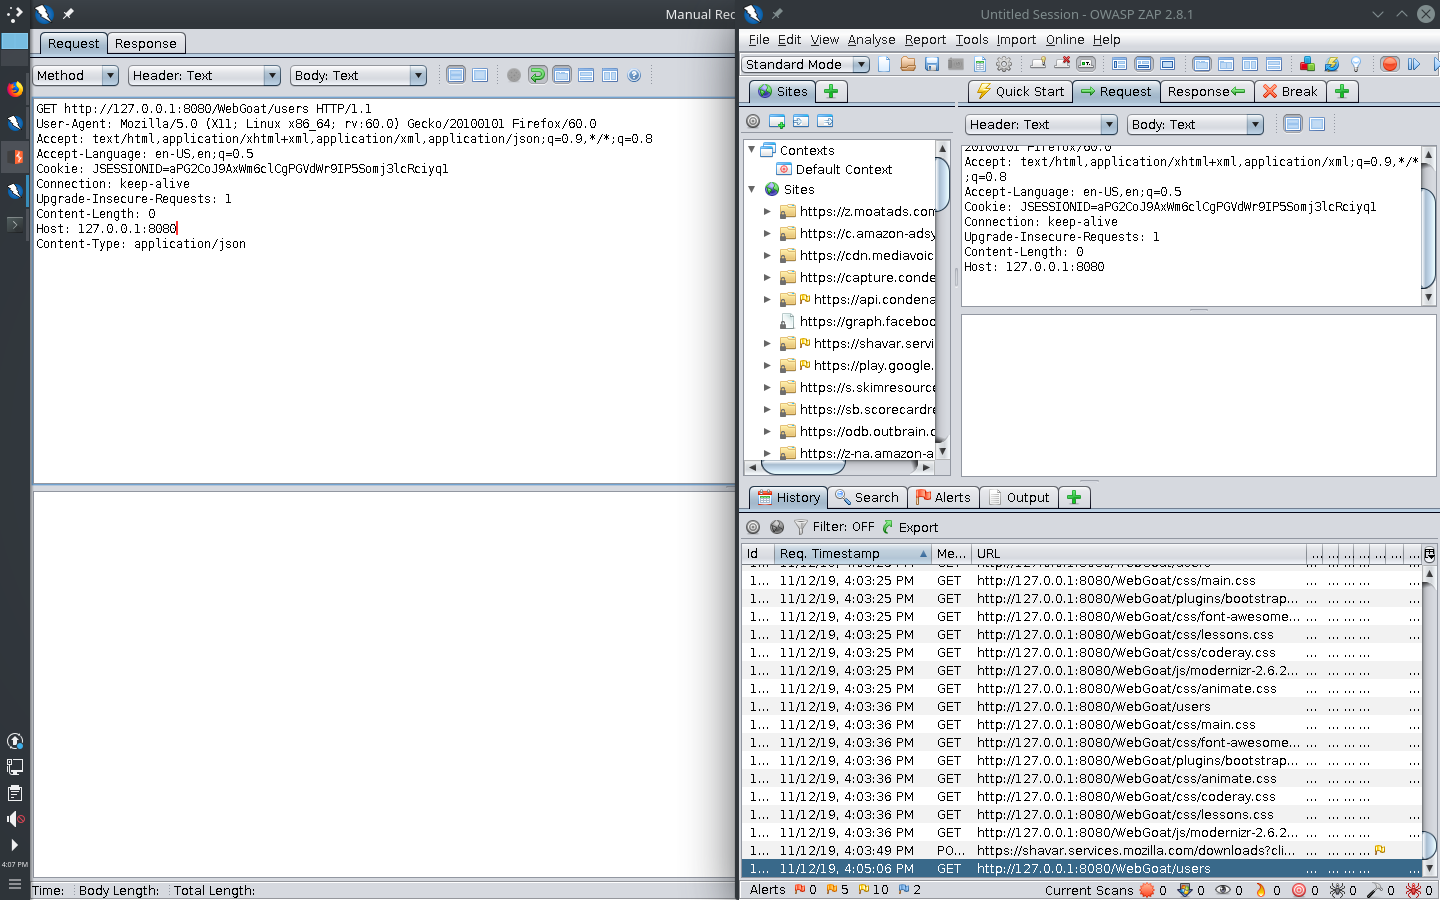 Manual Rec
Untitled Session - OWASP ZAP 2.8.1
Request
Response
Method
Header: Text
Body: Text
GET http://127.0.0.1:8080/WebGoat/users HTTP/1.1
User-Agent: Mozilla/5.0 (X11; Linux x86_64; rv:60.0) Gecko/20100101 Firefox/60.0
Accept: text/html,application/xhtml+xml,application/xml,application/json;q=0.9,*/*;q=0.8
Accept-Language: en-US,en;q=0.5
Cookie: JSESSIONID=aPG2CoJ9AxWm6clCgPGVdWr9IP5Somj3lcRciyq1
Connection: keep-alive
Upgrade-Insecure-Requests: 1
Content-Length: 0
Host: 127.0.0.1:8080
Content-Type: application/json
Time:
Body Length:
Total Length:
4:07 PM
File Edit View Analyse Report Tools Import Online Help
Standard Mode
Sites
Contexts
Default Context
Sites
https://z.moatads.com
https://c.amazon-adsy
https://cdn.mediavoic
https://capture.conde
https://api.condena
https://graph.faceboo
https://shavar.servi
https://play.google.
https://s.skimresource
https://sb.scorecardre
https://odb.outbrain.c
https://z-na.amazon-a
Quick Start
Request
Response
Break
Header: Text
Body: Text
20100101 Firefox/60.0
Accept: text/html,application/xhtml+xml,application/xml;q=0.9,*/*
;q=0.8
Accept-Language: en-US,en;q=0.5
Cookie: JSESSIONID=aPG2CoJ9AxWm6clCgPGVdWr9IP5Somj3lcRciyq1
Connection: keep-alive
Upgrade-Insecure-Requests: 1
Content-Length: 0
Host: 127.0.0.1:8080
History
Search
Alerts
Output
Filter: OFF
Export
Id Req. Timestamp Me... URL ... ... ... ... ... ... ...
1... 11/12/19, 4:03:25 PM GET http://127.0.0.1:8080/WebGoat/users
1... 11/12/19, 4:03:25 PM GET http://127.0.0.1:8080/WebGoat/css/main.css ... ... ... ... ...
1... 11/12/19, 4:03:25 PM GET http://127.0.0.1:8080/WebGoat/plugins/bootstrap... ... ... ... ... ...
1... 11/12/19, 4:03:25 PM GET http://127.0.0.1:8080/WebGoat/css/font-awesome... ... ... ... ... ...
1... 11/12/19, 4:03:25 PM GET http://127.0.0.1:8080/WebGoat/css/lessons.css ... ... ... ... ...
1... 11/12/19, 4:03:25 PM GET http://127.0.0.1:8080/WebGoat/css/coderay.css ... ... ... ... ...
1... 11/12/19, 4:03:25 PM GET http://127.0.0.1:8080/WebGoat/js/modernizr-2.6.2... ... ... ... ... ...
1... 11/12/19, 4:03:25 PM GET http://127.0.0.1:8080/WebGoat/css/animate.css ... ... ... ... ...
1... 11/12/19, 4:03:36 PM GET http://127.0.0.1:8080/WebGoat/users ... ... ... ... ...
1... 11/12/19, 4:03:36 PM GET http://127.0.0.1:8080/WebGoat/css/main.css ... ... ... ... ...
1... 11/12/19, 4:03:36 PM GET http://127.0.0.1:8080/WebGoat/css/font-awesome... ... ... ... ... ...
1... 11/12/19, 4:03:36 PM GET http://127.0.0.1:8080/WebGoat/plugins/bootstrap... ... ... ... ... ...
1... 11/12/19, 4:03:36 PM GET http://127.0.0.1:8080/WebGoat/css/animate.css ... ... ... ... ...
1... 11/12/19, 4:03:36 PM GET http://127.0.0.1:8080/WebGoat/css/coderay.css ... ... ... ... ...
1... 11/12/19, 4:03:36 PM GET http://127.0.0.1:8080/WebGoat/css/lessons.css ... ... ... ... ...
1... 11/12/19, 4:03:36 PM GET http://127.0.0.1:8080/WebGoat/js/modernizr-2.6.2... ... ... ... ... ...
1... 11/12/19, 4:03:49 PM PO... https://shavar.services.mozilla.com/downloads?cli... ... ... ... ... ...
1... 11/12/19, 4:05:06 PM GET http://127.0.0.1:8080/WebGoat/users ... ... ... ... ...
Alerts 0 5 10 2 Current Scans 0 0 0 0 0 0 0 0